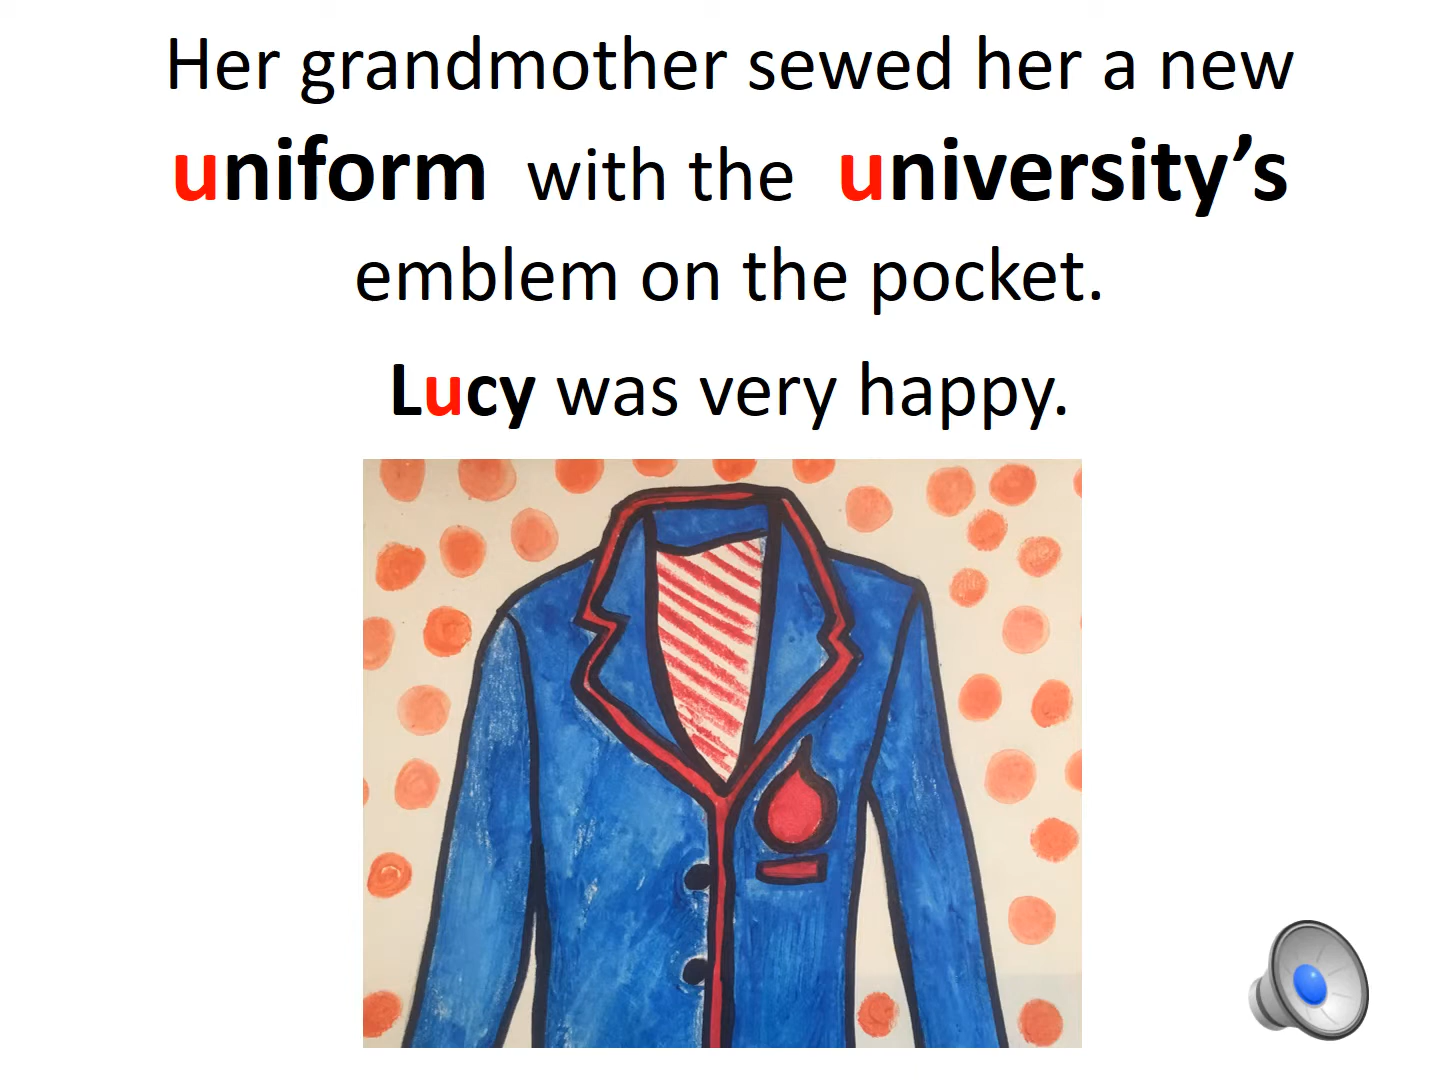 Her grandmother sewed her a new
uniform with the university’s
emblem on the pocket.
Lucy was very happy.